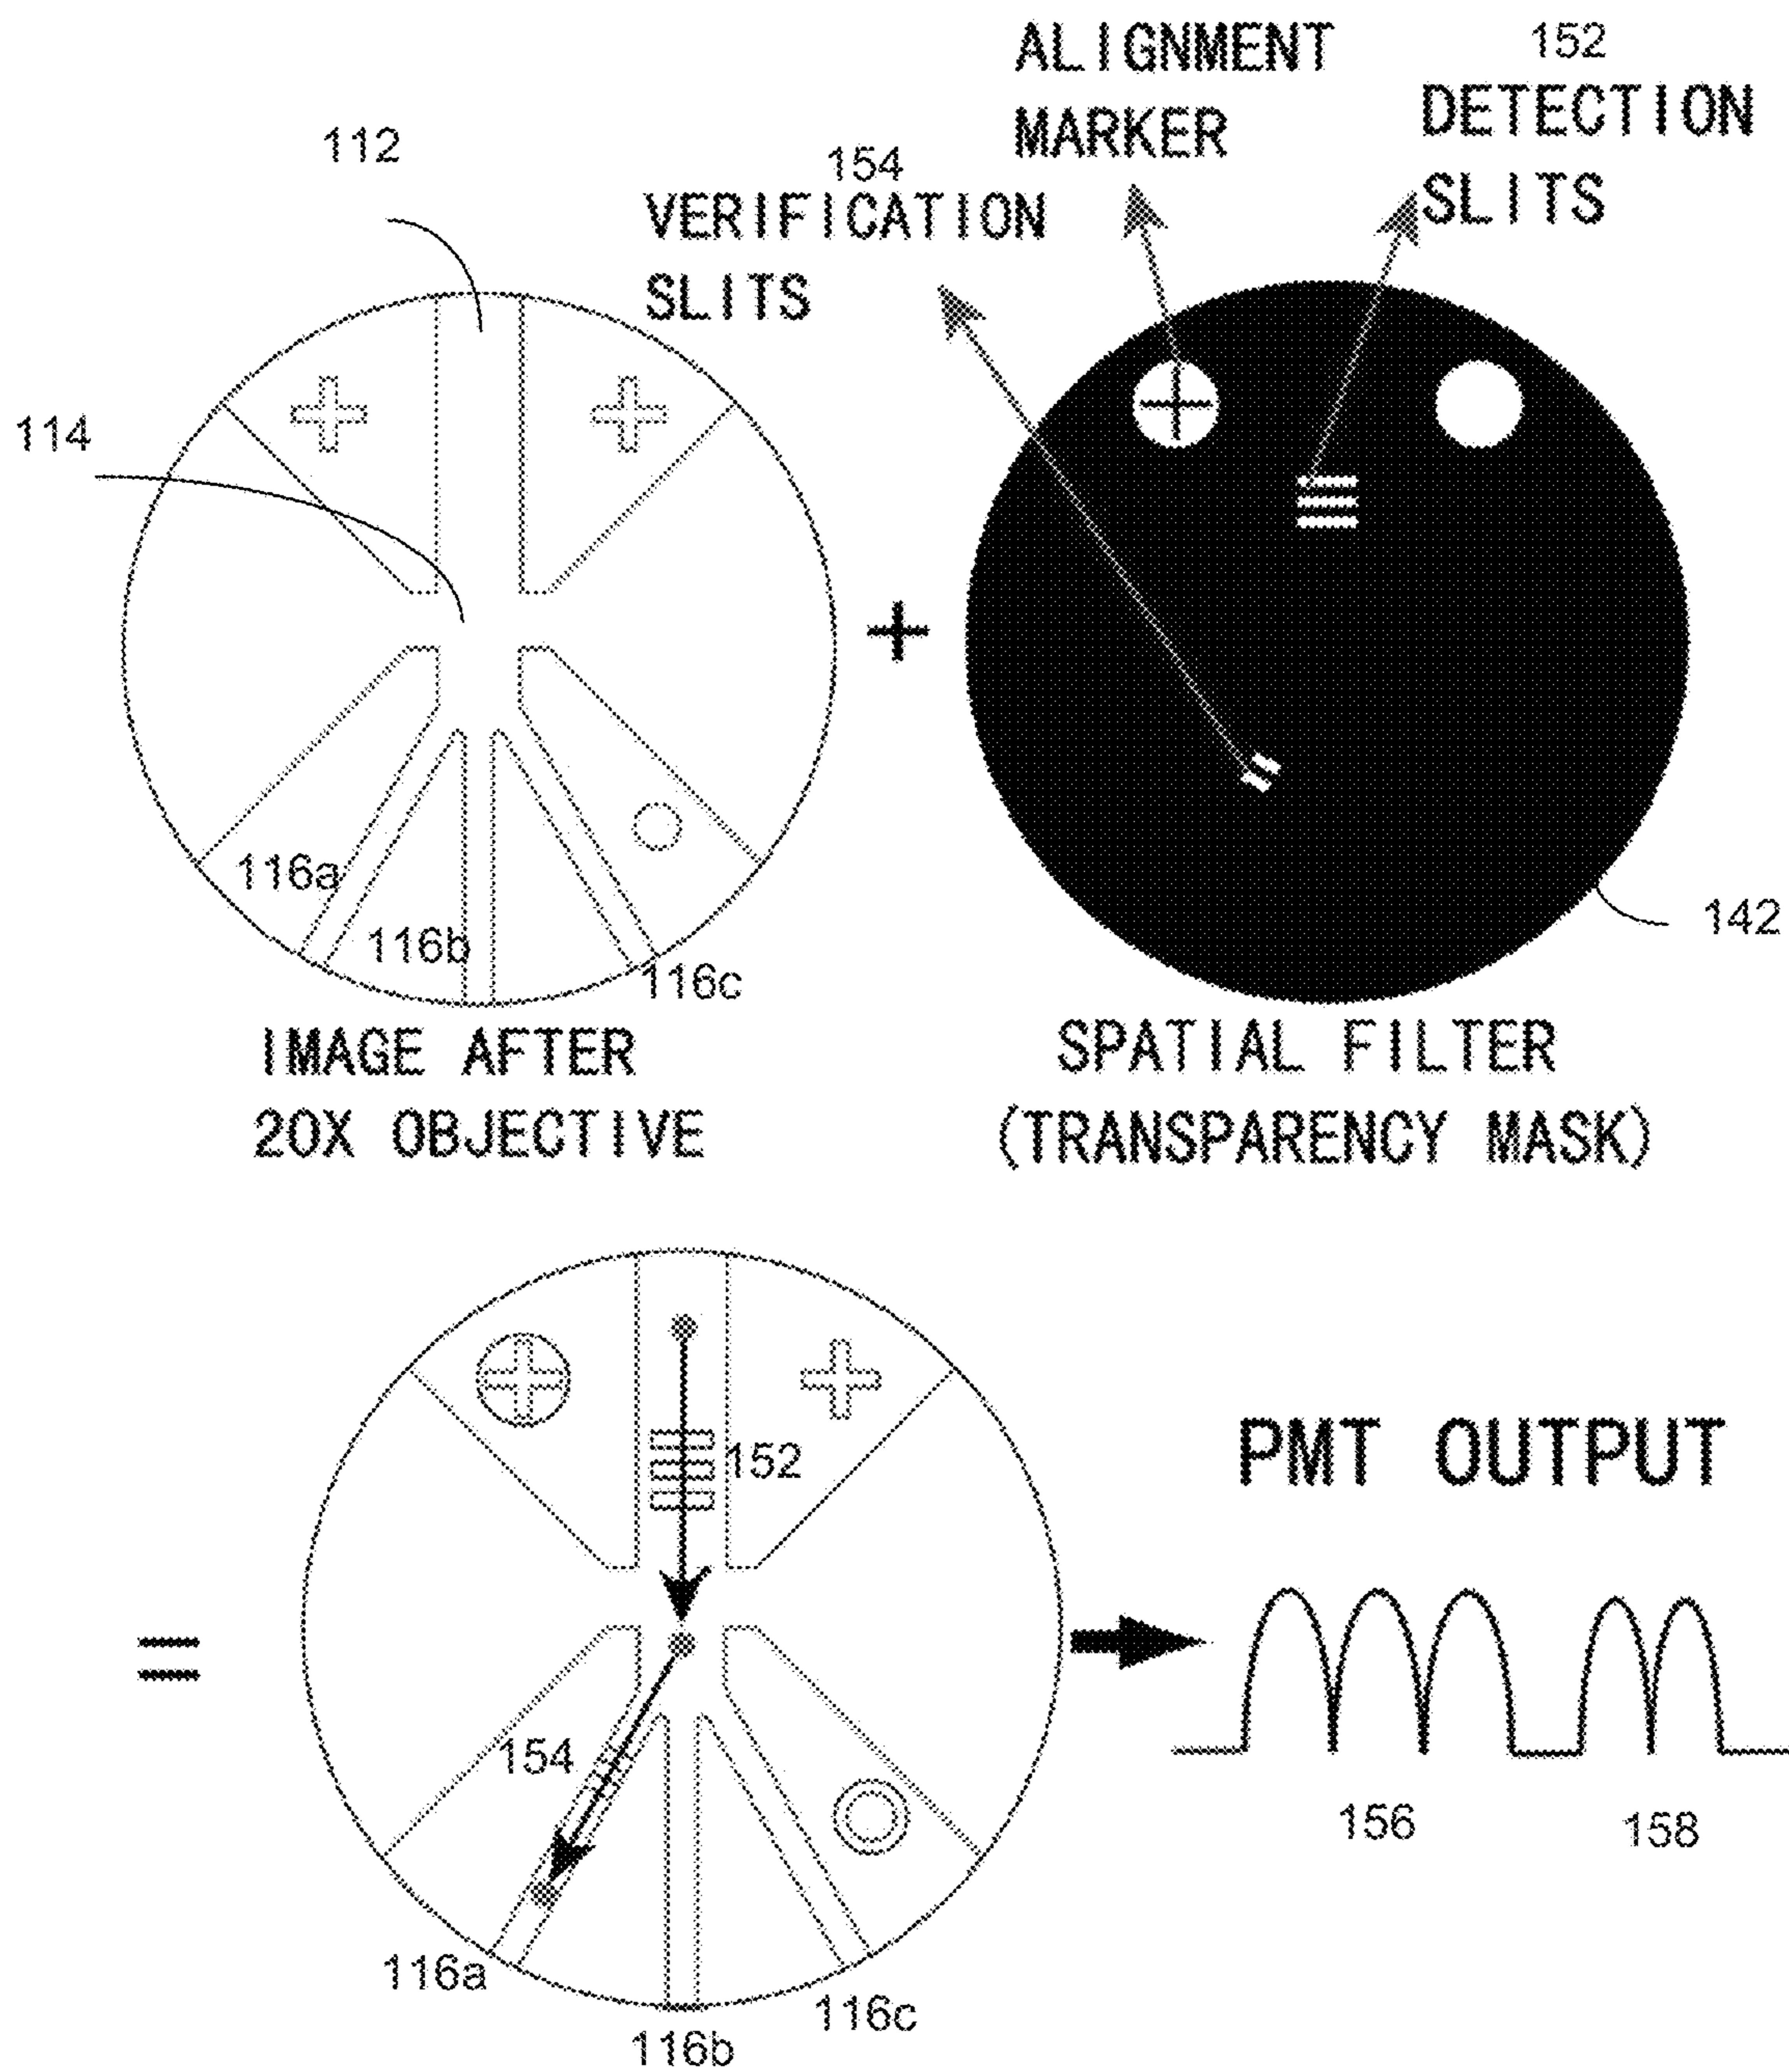 ALIGNMENT
MARKER
152
DETECTION
SLITS
112
154
VERIFICATION
SLITS
114
116a
116b
116c
142
IMAGE AFTER
20X OBJECTIVE
SPATIAL FILTER
(TRANSPARENCY MASK)
152
PMT OUTPUT
154
156
158
116a
116b
116c